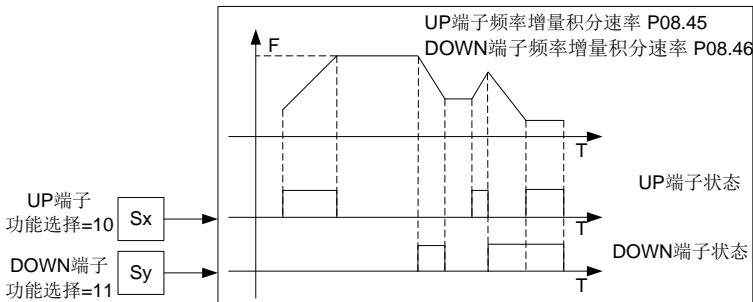 UP端子频率增量积分速率 P08.45
DOWN端子频率增量积分速率 P08.46
F
T
UP端子状态
UP端子
功能选择=10
Sx
T
DOWN端子状态
DOWN端子
功能选择=11
Sy
T